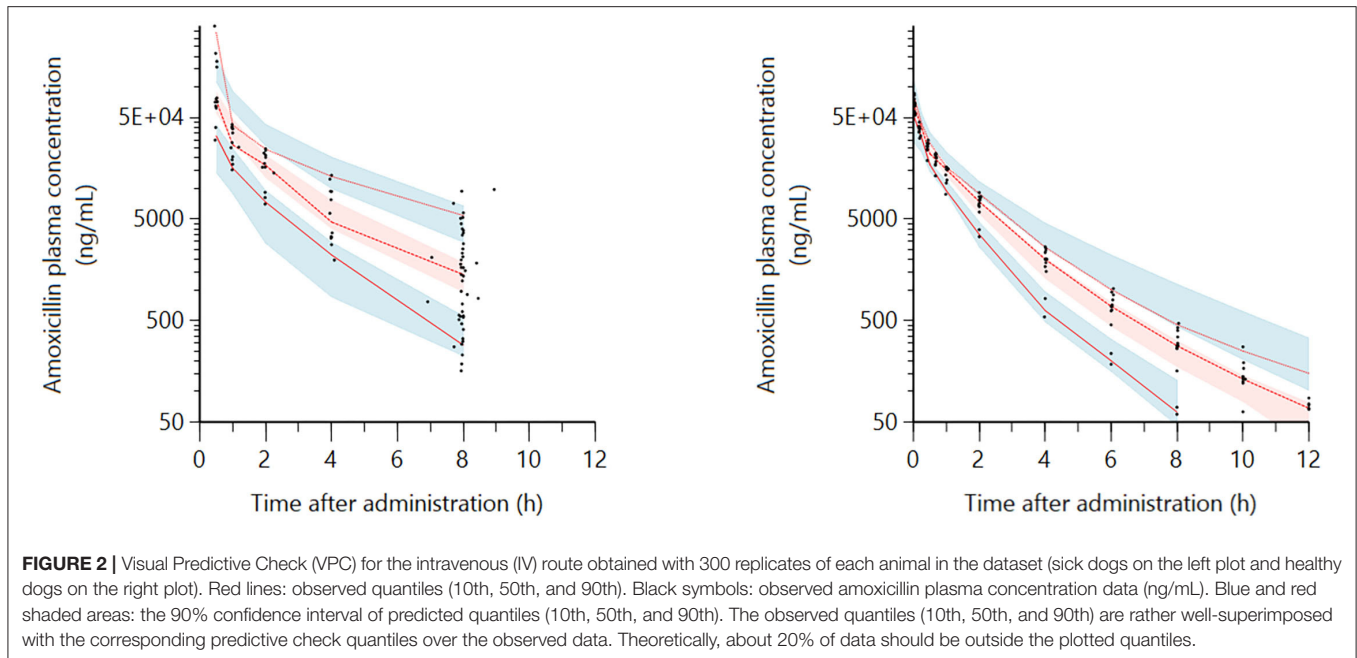 Amoxicillin plasma concentration
(ng/mL)
5E+04
5000
500
50
0 2 4 6 8 10 12
Time after administration (h)
Amoxicillin plasma concentration
(ng/mL)
5E+04
5000
500
50
0 2 4 6 8 10 12
Time after administration (h)
FIGURE 2 | Visual Predictive Check (VPC) for the intravenous (IV) route obtained with 300 replicates of each animal in the dataset (sick dogs on the left plot and healthy
dogs on the right plot). Red lines: observed quantiles (10th, 50th, and 90th). Black symbols: observed amoxicillin plasma concentration data (ng/mL). Blue and red
shaded areas: the 90% confidence interval of predicted quantiles (10th, 50th, and 90th). The observed quantiles (10th, 50th, and 90th) are rather well-superimposed
with the corresponding predictive check quantiles over the observed data. Theoretically, about 20% of data should be outside the plotted quantiles.